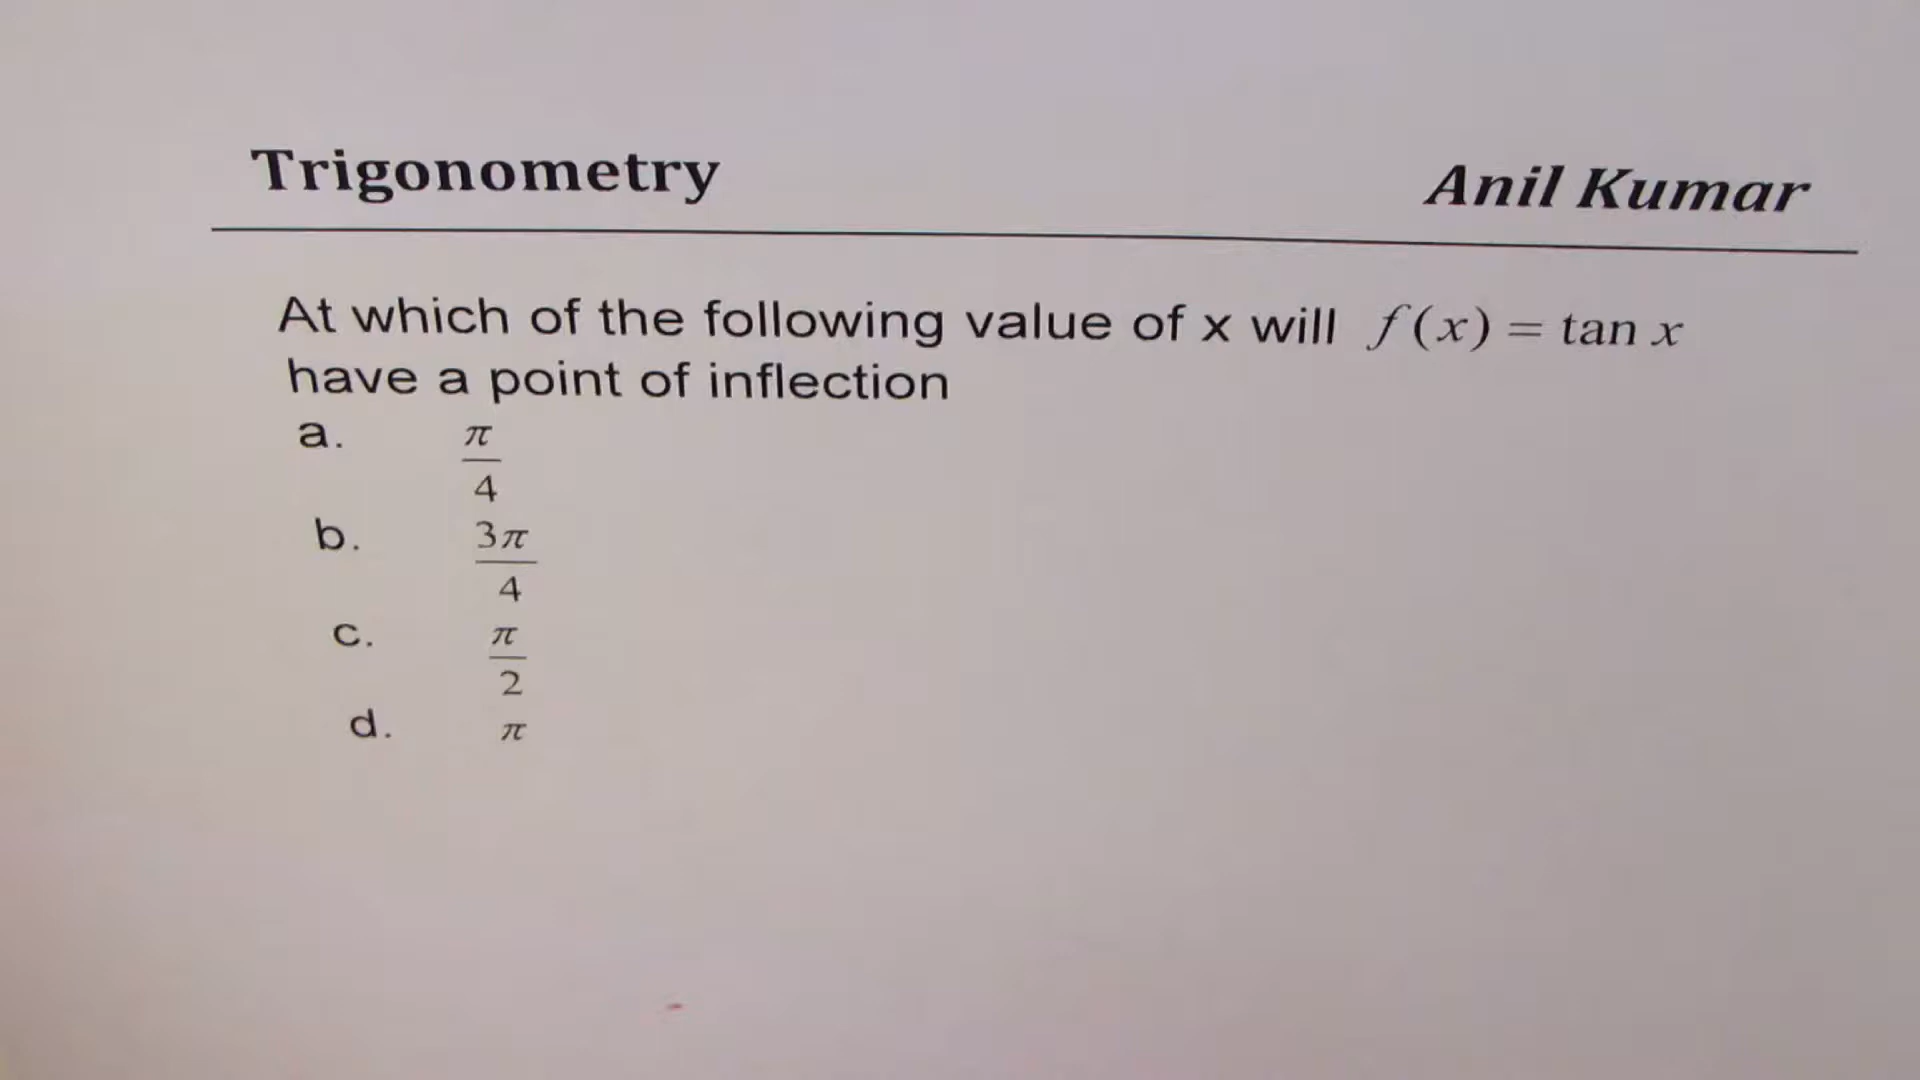 Trigonometry Anil Kumar
At which of the following value of x will f(x) = tan x
have a point of inflection
a. π/4
b. 3π/4
c. π/2
d. π